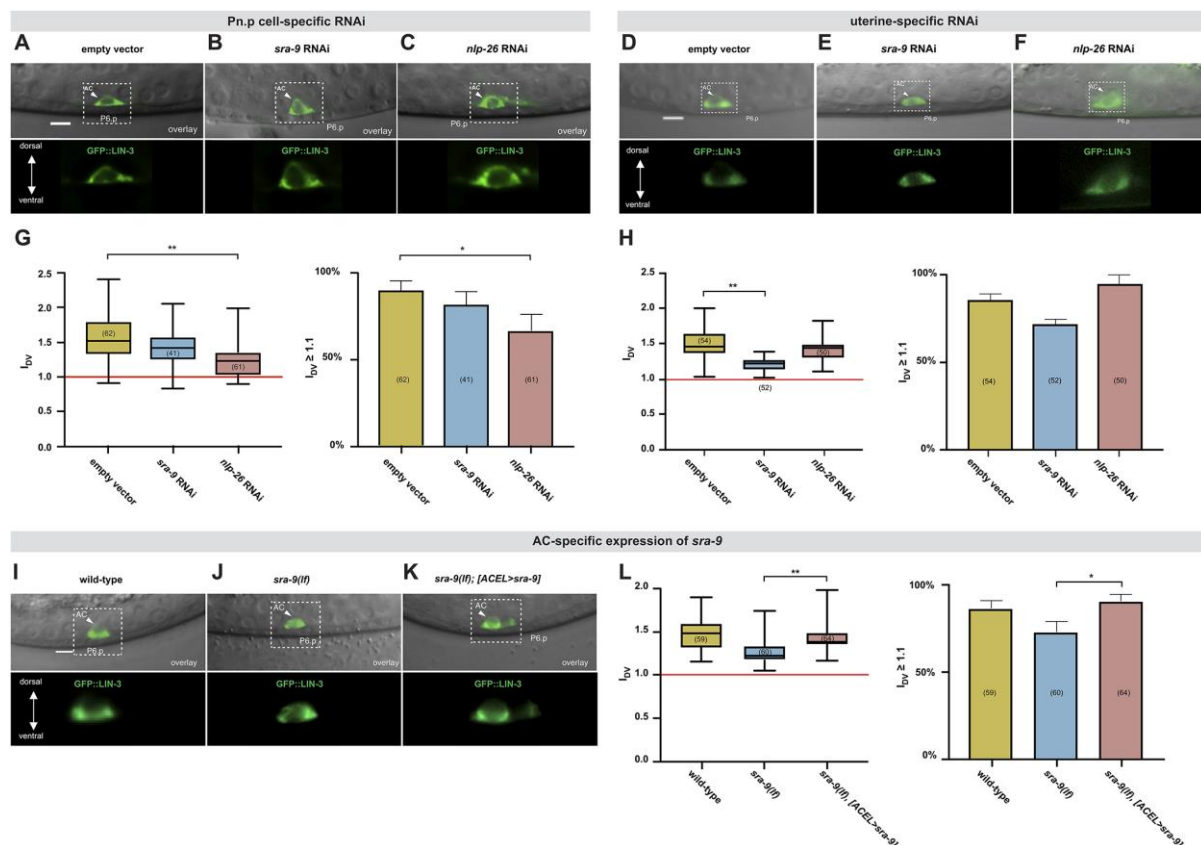 Pn.p cell-specific RNAi
uterine-specific RNAi
A
empty vector
B
sra-9 RNAi
C
nlp-26 RNAi
D
empty vector
E
sra-9 RNAi
F
nlp-26 RNAi
AC
P6.p
AC
P6.p
AC
P6.p
overlay
AC
P6.p
AC
P6.p
AC
P6.p
overlay
overlay
overlay
dorsal
ventral
GFP::LIN-3
GFP::LIN-3
GFP::LIN-3
dorsal
ventral
GFP::LIN-3
GFP::LIN-3
GFP::LIN-3
G
**
2.5
2.0
1.5
1.0
0.5
0.0
IDV
(62)
(41)
(61)
empty vector
sra-9 RNAi
nlp-26 RNAi
*
100%
50%
0%
IDV ≥ 1.1
(62)
(41)
(61)
empty vector
sra-9 RNAi
nlp-26 RNAi
H
**
2.5
2.0
1.5
1.0
0.5
0.0
IDV
(54)
(52)
(50)
empty vector
sra-9 RNAi
nlp-26 RNAi
100%
50%
0%
IDV ≥ 1.1
(54)
(52)
(50)
empty vector
sra-9 RNAi
nlp-26 RNAi
AC-specific expression of sra-9
I
wild-type
J
sra-9(lf)
K
sra-9(lf); [ACEL>sra-9]
AC
P6.p
overlay
AC
P6.p
overlay
AC
P6.p
overlay
dorsal
ventral
GFP::LIN-3
GFP::LIN-3
GFP::LIN-3
L
**
2.0
1.5
1.0
0.5
0.0
IDV
(59)
(60)
(64)
wild-type
sra-9(lf)
sra-9(lf), [ACEL>sra-9]
*
100%
50%
0%
IDV ≥ 1.1
(59)
(60)
(64)
wild-type
sra-9(lf)
sra-9(lf), [ACEL>sra-9]